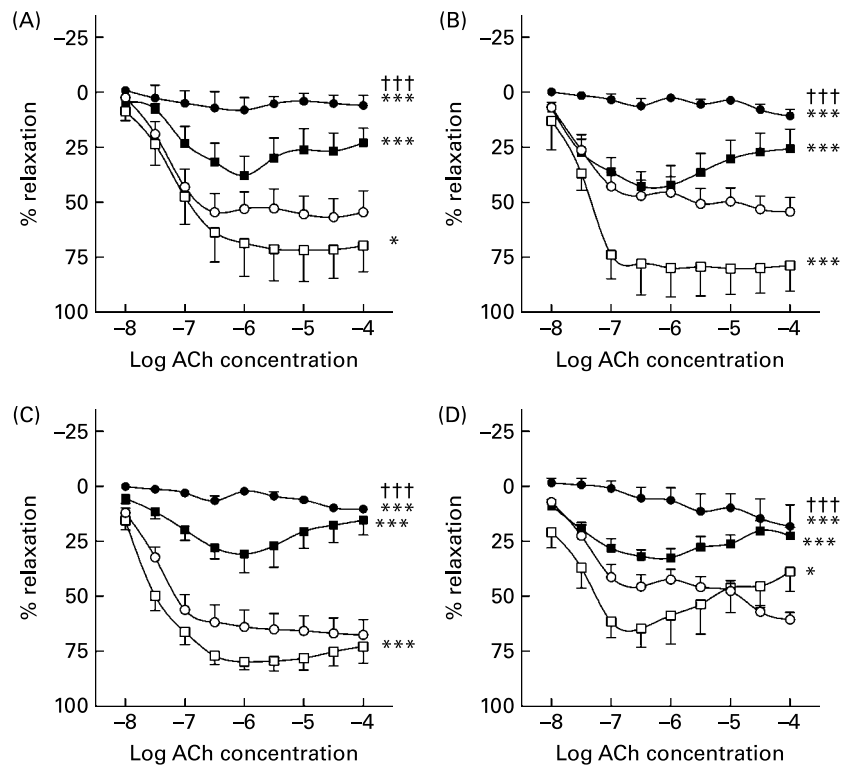 (A)
−25
0
25
50
75
100
% relaxation
†††
***
***
*
−8 −7 −6 −5 −4
Log ACh concentration
(B)
−25
0
25
50
75
100
% relaxation
†††
***
***
***
−8 −7 −6 −5 −4
Log ACh concentration
(C)
−25
0
25
50
75
100
% relaxation
†††
***
***
***
−8 −7 −6 −5 −4
Log ACh concentration
(D)
−25
0
25
50
75
100
% relaxation
†††
***
***
*
−8 −7 −6 −5 −4
Log ACh concentration